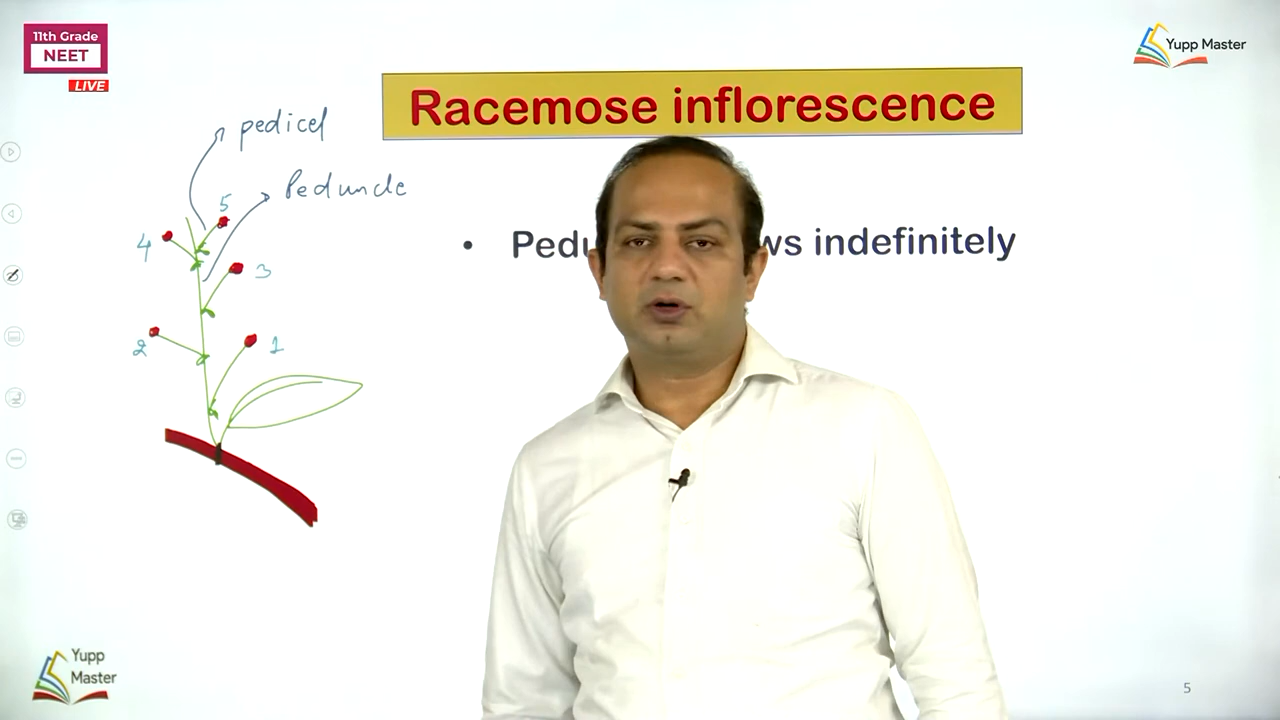 11th Grade
NEET
LIVE
Yupp Master
Racemose inflorescence
pedicel
Peduncle
5
4
3
• indefinitely
2
1
Yupp
Master
5